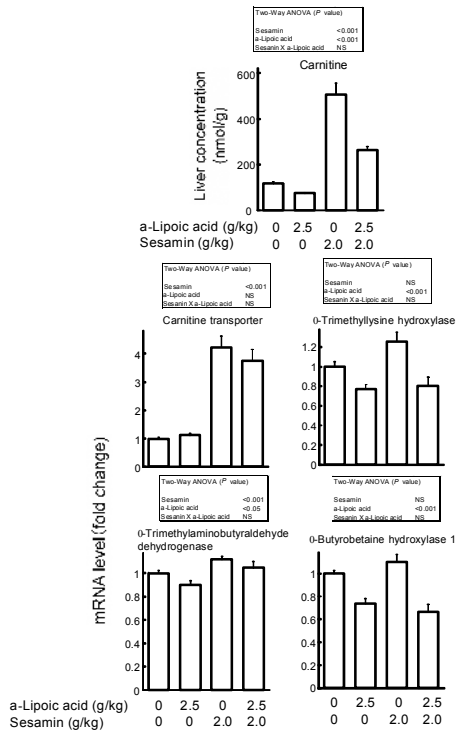 Two-Way ANOVA (P value)
Sesamin <0.001
a-Lipoic acid <0.001
Sesanin X a-Lipoic acid NS
Carnitine
Liver concentration
(nmol/g)
600
400
200
0
a-Lipoic acid (g/kg) 0 2.5 0 2.5
Sesamin (g/kg) 0 0 2.0 2.0
Two-Way ANOVA (P value)
Sesamin <0.001
a-Lipoic acid NS
Sesanin X a-Lipoic acid NS
Carnitine transporter
4
3
2
1
0
Two-Way ANOVA (P value)
Sesamin NS
a-Lipoic acid <0.001
Sesanin X a-Lipoic acid NS
θ-Trimethyllysine hydroxylase
1.2
1
0.8
0.6
0.4
0.2
0
mRNA level (fold change)
Two-Way ANOVA (P value)
Sesamin <0.001
a-Lipoic acid <0.05
Sesanin X a-Lipoic acid NS
θ-Trimethylaminobutyraldehyde
dehydrogenase
1
0.8
0.6
0.4
0.2
0
Two-Way ANOVA (P value)
Sesamin NS
a-Lipoic acid <0.001
Sesanin X a-Lipoic acid NS
θ-Butyrobetaine hydroxylase 1
1
0.8
0.6
0.4
0.2
0
a-Lipoic acid (g/kg) 0 2.5 0 2.5 0 2.5 0 2.5
Sesamin (g/kg) 0 0 2.0 2.0 0 0 2.0 2.0